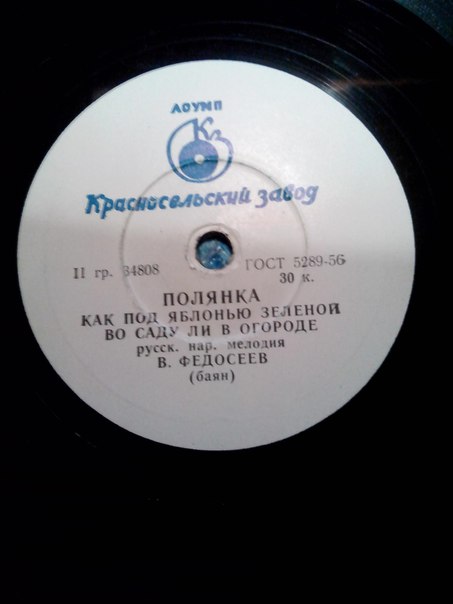 ЛОУМП
КЗ
Красносельский завод
II гр. 34808 ГОСТ 5289-56
30 к.
ПОЛЯНКА
КАК ПОД ЯБЛОНЬЮ ЗЕЛЕНОЙ
ВО САДУ ЛИ В ОГОРОДЕ
русск. нар. мелодия
В. ФЕДОСЕЕВ
(баян)